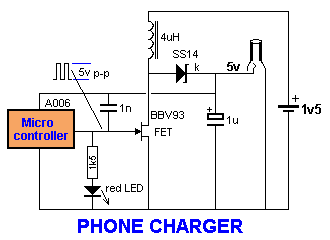 4uH
SS14
5v p-p
k
5v
A006
1n
BBV93
1v5
Micro
controller
FET
+
1u
+
1k5
red LED
PHONE CHARGER